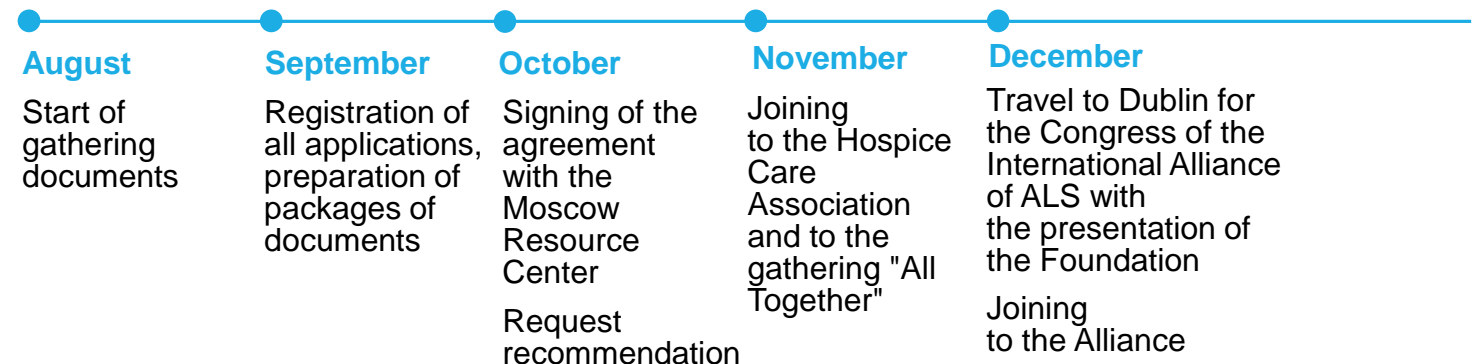 August
Start of
gathering
documents
September
Registration of
all applications,
preparation of
packages of
documents
October
Signing of the
agreement
with the
Moscow
Resource
Center
Request
recommendation
November
Joining
to the Hospice
Care
Association
and to the
gathering "All
Together"
December
Travel to Dublin for
the Congress of the
International Alliance
of ALS with
the presentation of
the Foundation
Joining
to the Alliance